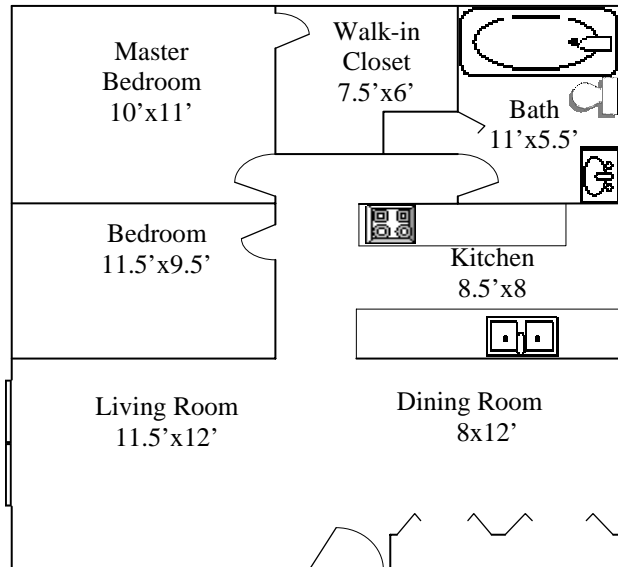 Master
Bedroom
10’x11’
Walk-in
Closet
7.5’x6’
Bath
11’x5.5’
Bedroom
11.5’x9.5’
Kitchen
8.5’x8
Living Room
11.5’x12’
Dining Room
8x12’